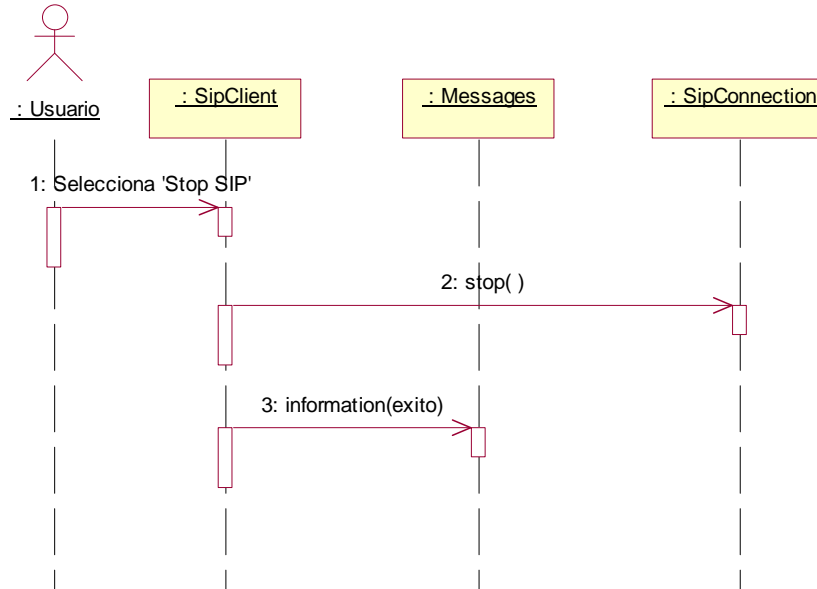 : Usuario
: SipClient
: Messages
: SipConnection
1: Selecciona 'Stop SIP'
2: stop( )
3: information(exito)